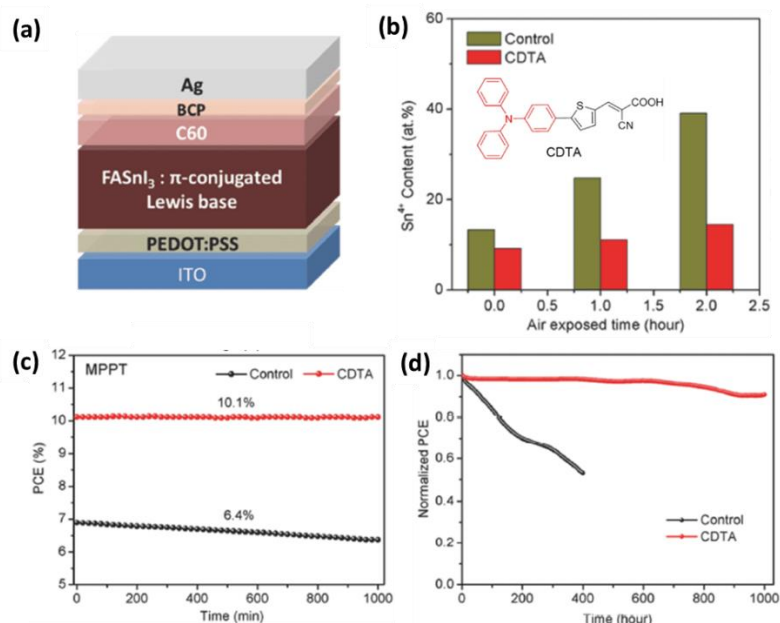 (a)
Ag
BCP
C60
FASnI₃ : π-conjugated
Lewis base
PEDOT:PSS
ITO
(b)
60
40
20
0
Sn⁴⁺ Content (at.%)
Control
CDTA
N
S
COOH
CN
CDTA
0.0 0.5 1.0 1.5 2.0 2.5
Air exposed time (hour)
(c)
12
11
10
9
8
7
6
5
PCE (%)
MPPT
Control
CDTA
10.1%
6.4%
0 200 400 600 800 1000
Time (min)
(d)
1.0
0.8
0.6
0.4
0.2
0.0
Normalized PCE
Control
CDTA
0 200 400 600 800 1000
Time (hour)